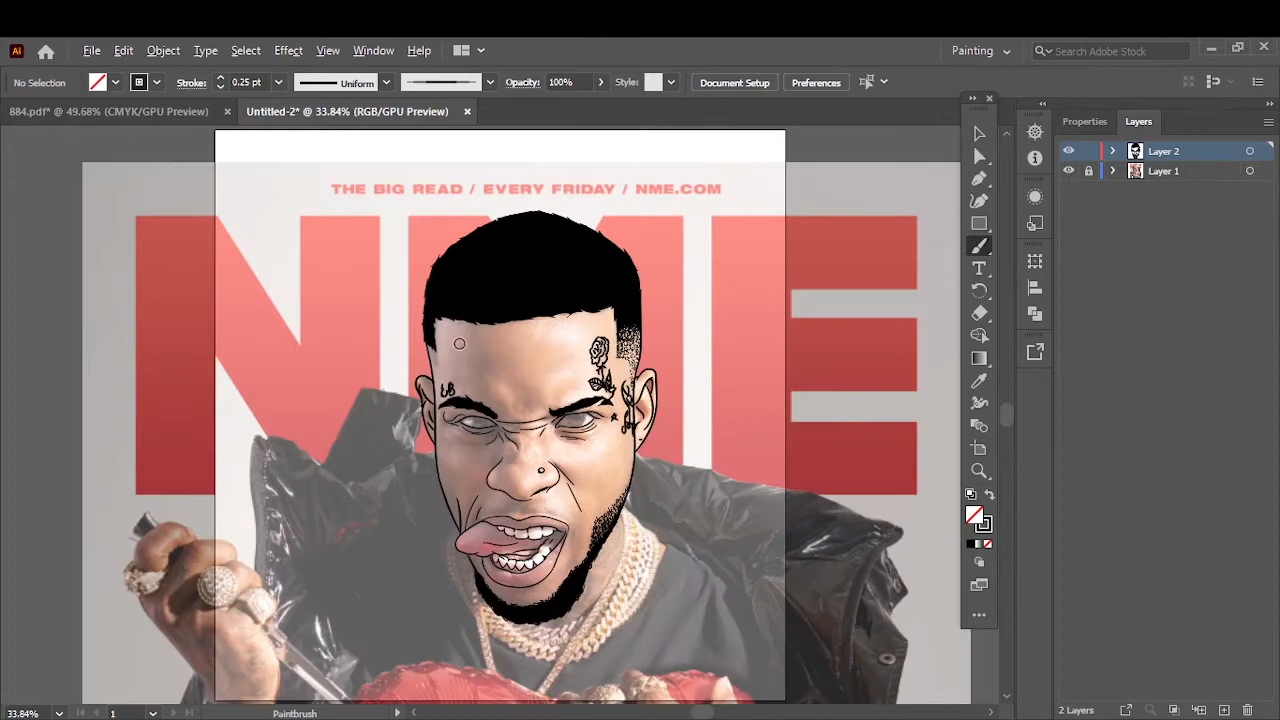 Ai File Edit Object Type Select Effect View Window Help Painting Search Adobe Stock
No Selection Stroke: 0.25 pt Uniform Opacity: 100% Style: Document Setup Preferences
884.pdf* @ 49.68% (CMYK/GPU Preview) Untitled-2* @ 33.84% (RGB/GPU Preview) Properties Layers
Layer 2
Layer 1
THE BIG READ / EVERY FRIDAY / NME.COM
NME
33.84% 1 Paintbrush 2 Layers